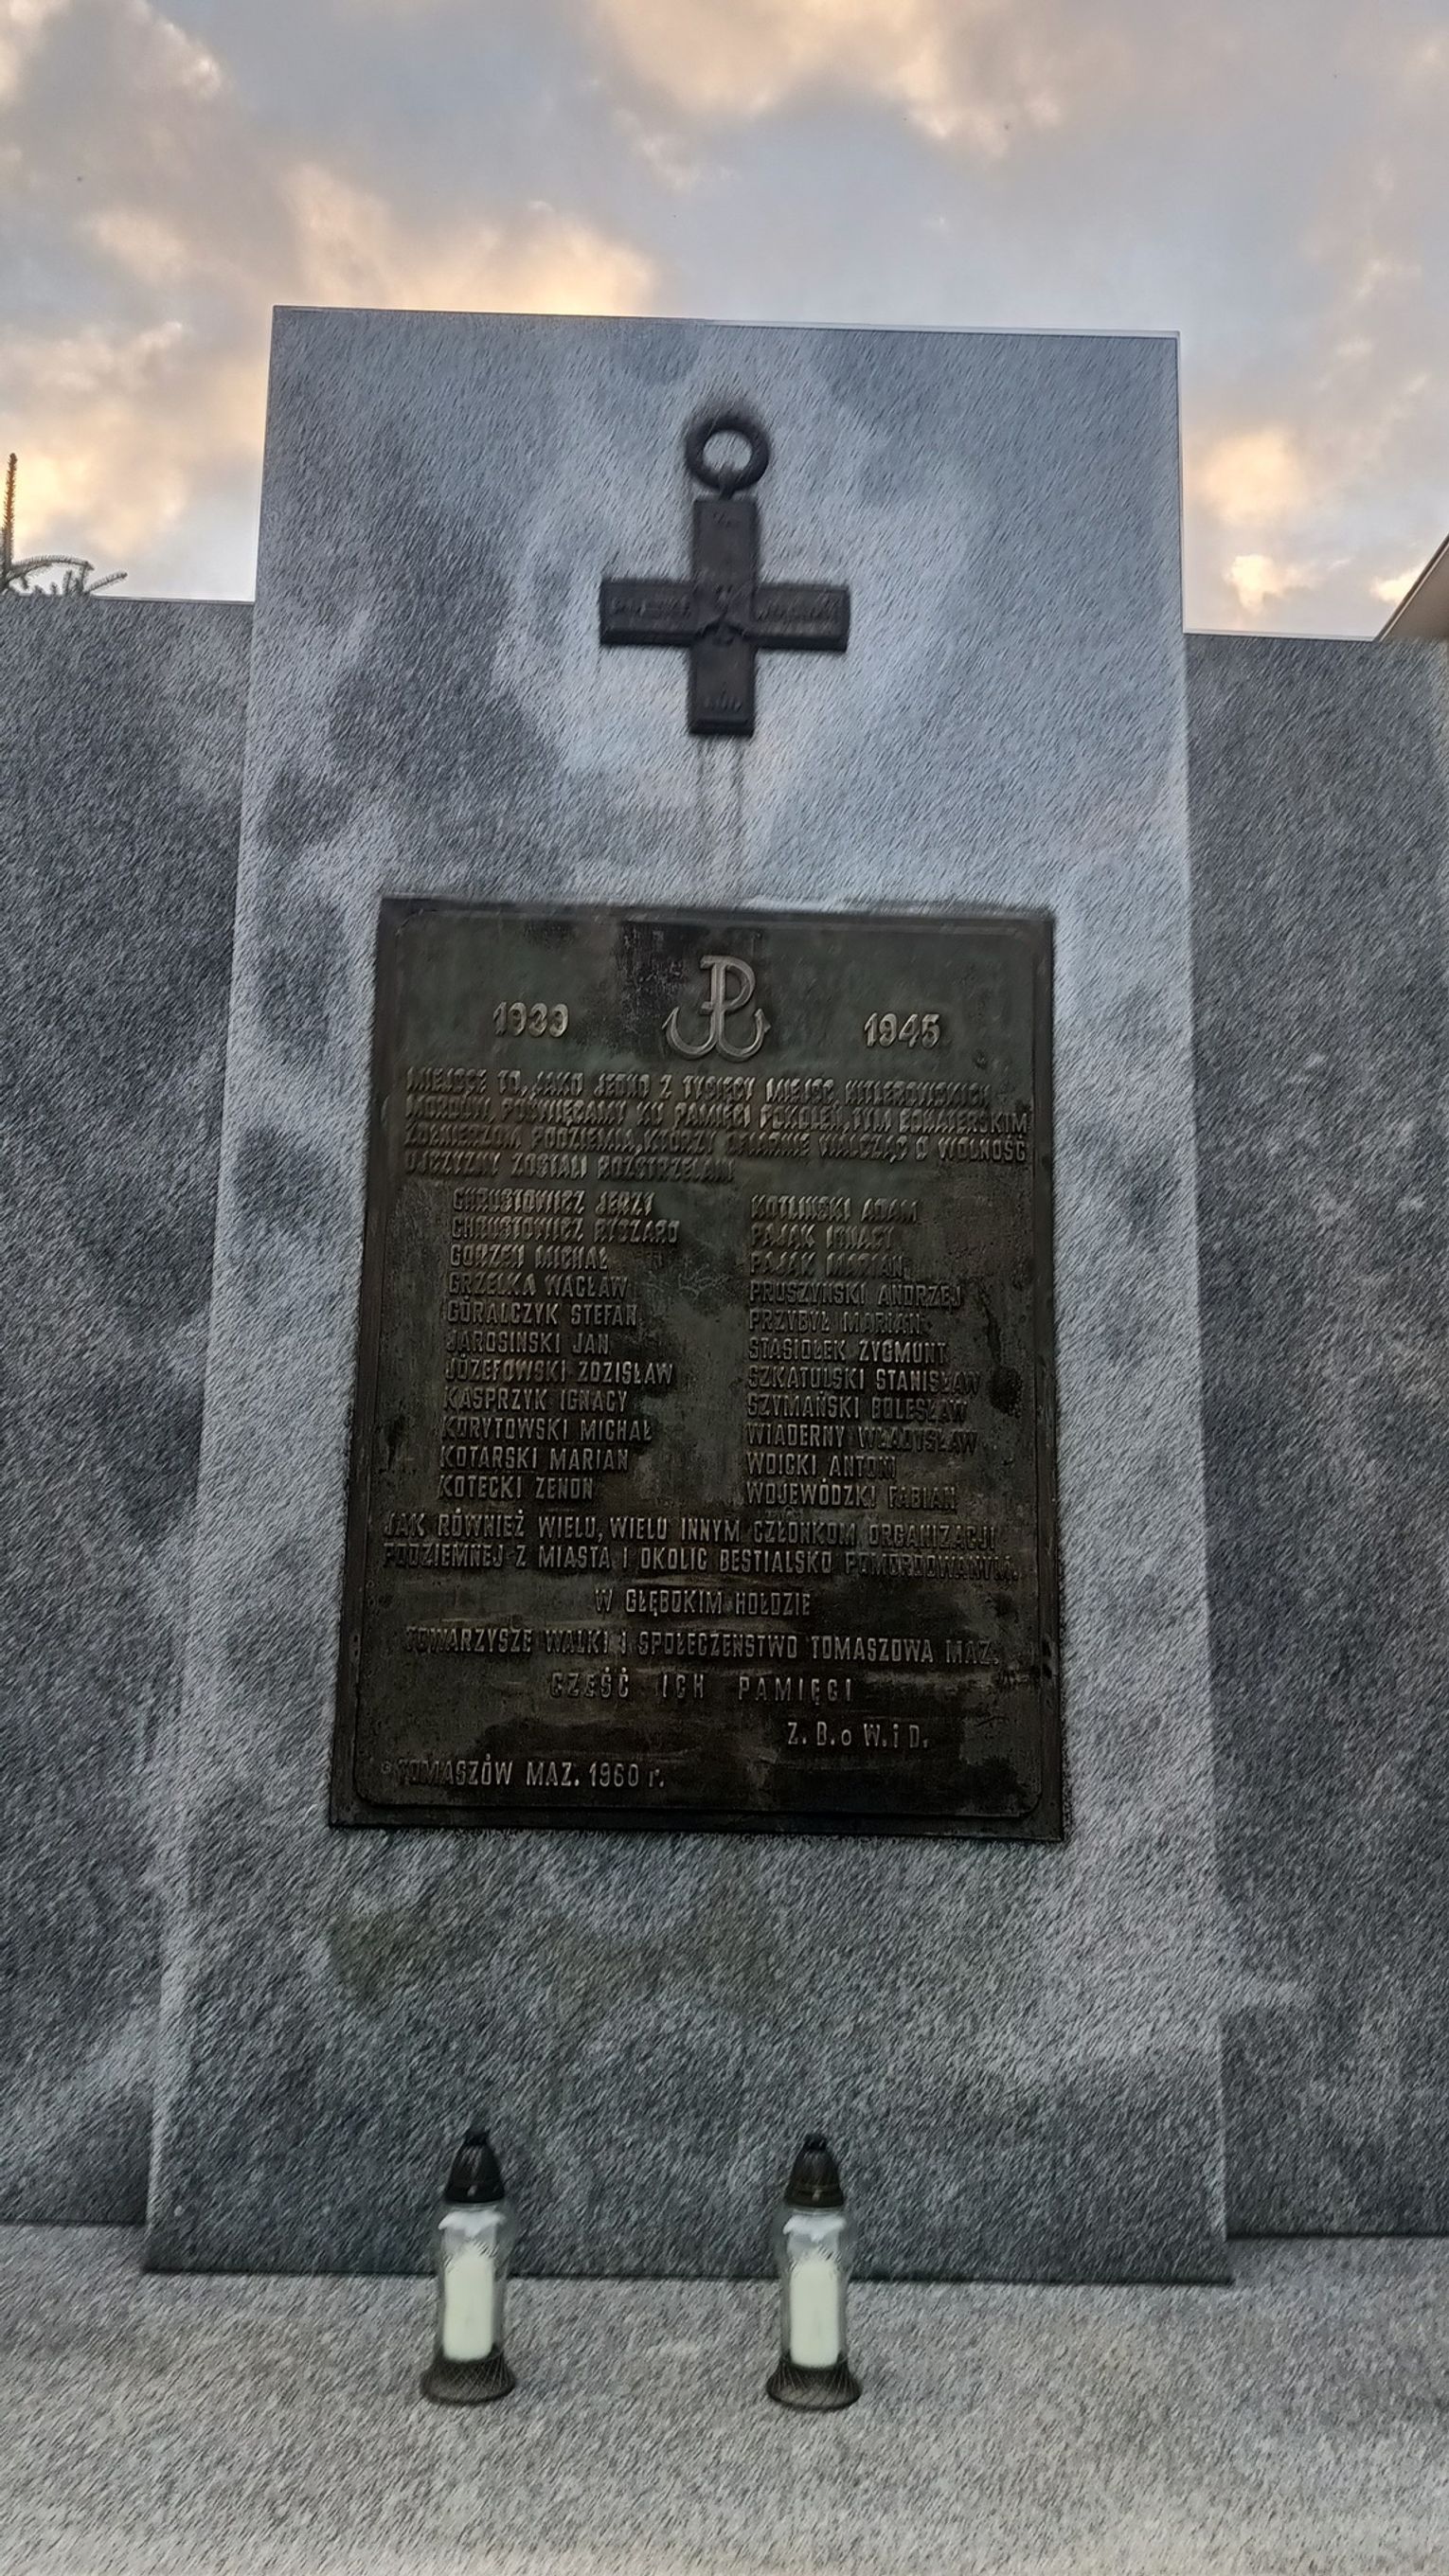 1939 1945
MIEJSCE TO, JAKO JEDNO Z TYSIĘCY MIEJSC HITLEROWSKICH
MORDÓW, POŚWIĘCAMY KU PAMIĘCI POKOLEŃ, TYM BOHATERSKIM
ŻOŁNIERZOM PODZIEMIA, KTÓRZY OFIARNIE WALCZĄC O WOLNOŚĆ
OJCZYZNY ZOSTALI ROZSTRZELANI
CHRUSTOWICZ JERZY
CHRUSTOWICZ RYSZARD
GORZEŃ MICHAŁ
GRZELKA WACŁAW
GÓRALCZYK STEFAN
JAROSIŃSKI JAN
JÓZEFOWSKI ZDZISŁAW
KASPRZYK IGNACY
KORYTOWSKI MICHAŁ
KOTARSKI MARIAN
KOTECKI ZENON
KOTLIŃSKI ADAM
PAJĄK IGNACY
PAJĄK MARIAN
PRUSZYŃSKI ANDRZEJ
PRZYBYŁ MARIAN
STASIOŁEK ZYGMUNT
SZKATULSKI STANISŁAW
SZYMAŃSKI BOLESŁAW
WIADERNY WŁADYSŁAW
WOICKI ANTONI
WOJEWÓDZKI FABIAN
JAK RÓWNIEŻ WIELU, WIELU INNYM CZŁONKOM ORGANIZACJI
PODZIEMNEJ Z MIASTA I OKOLIC BESTIALSKO POMORDOWANYM.
W GŁĘBOKIM HOŁDZIE
TOWARZYSZE WALKI I SPOŁECZEŃSTWO TOMASZOWA MAZ.
CZEŚĆ ICH PAMIĘCI
Z.B.o W.i D.
TOMASZÓW MAZ. 1960 r.